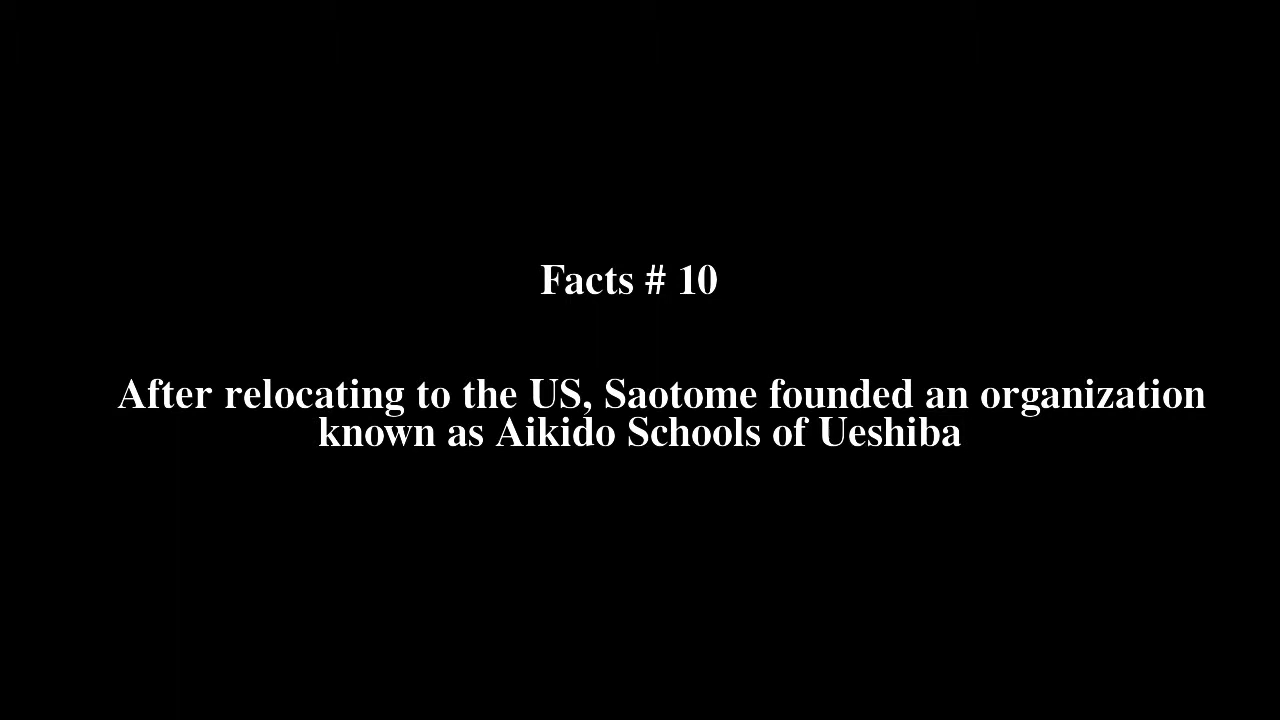 Facts # 10
After relocating to the US, Saotome founded an organization
known as Aikido Schools of Ueshiba